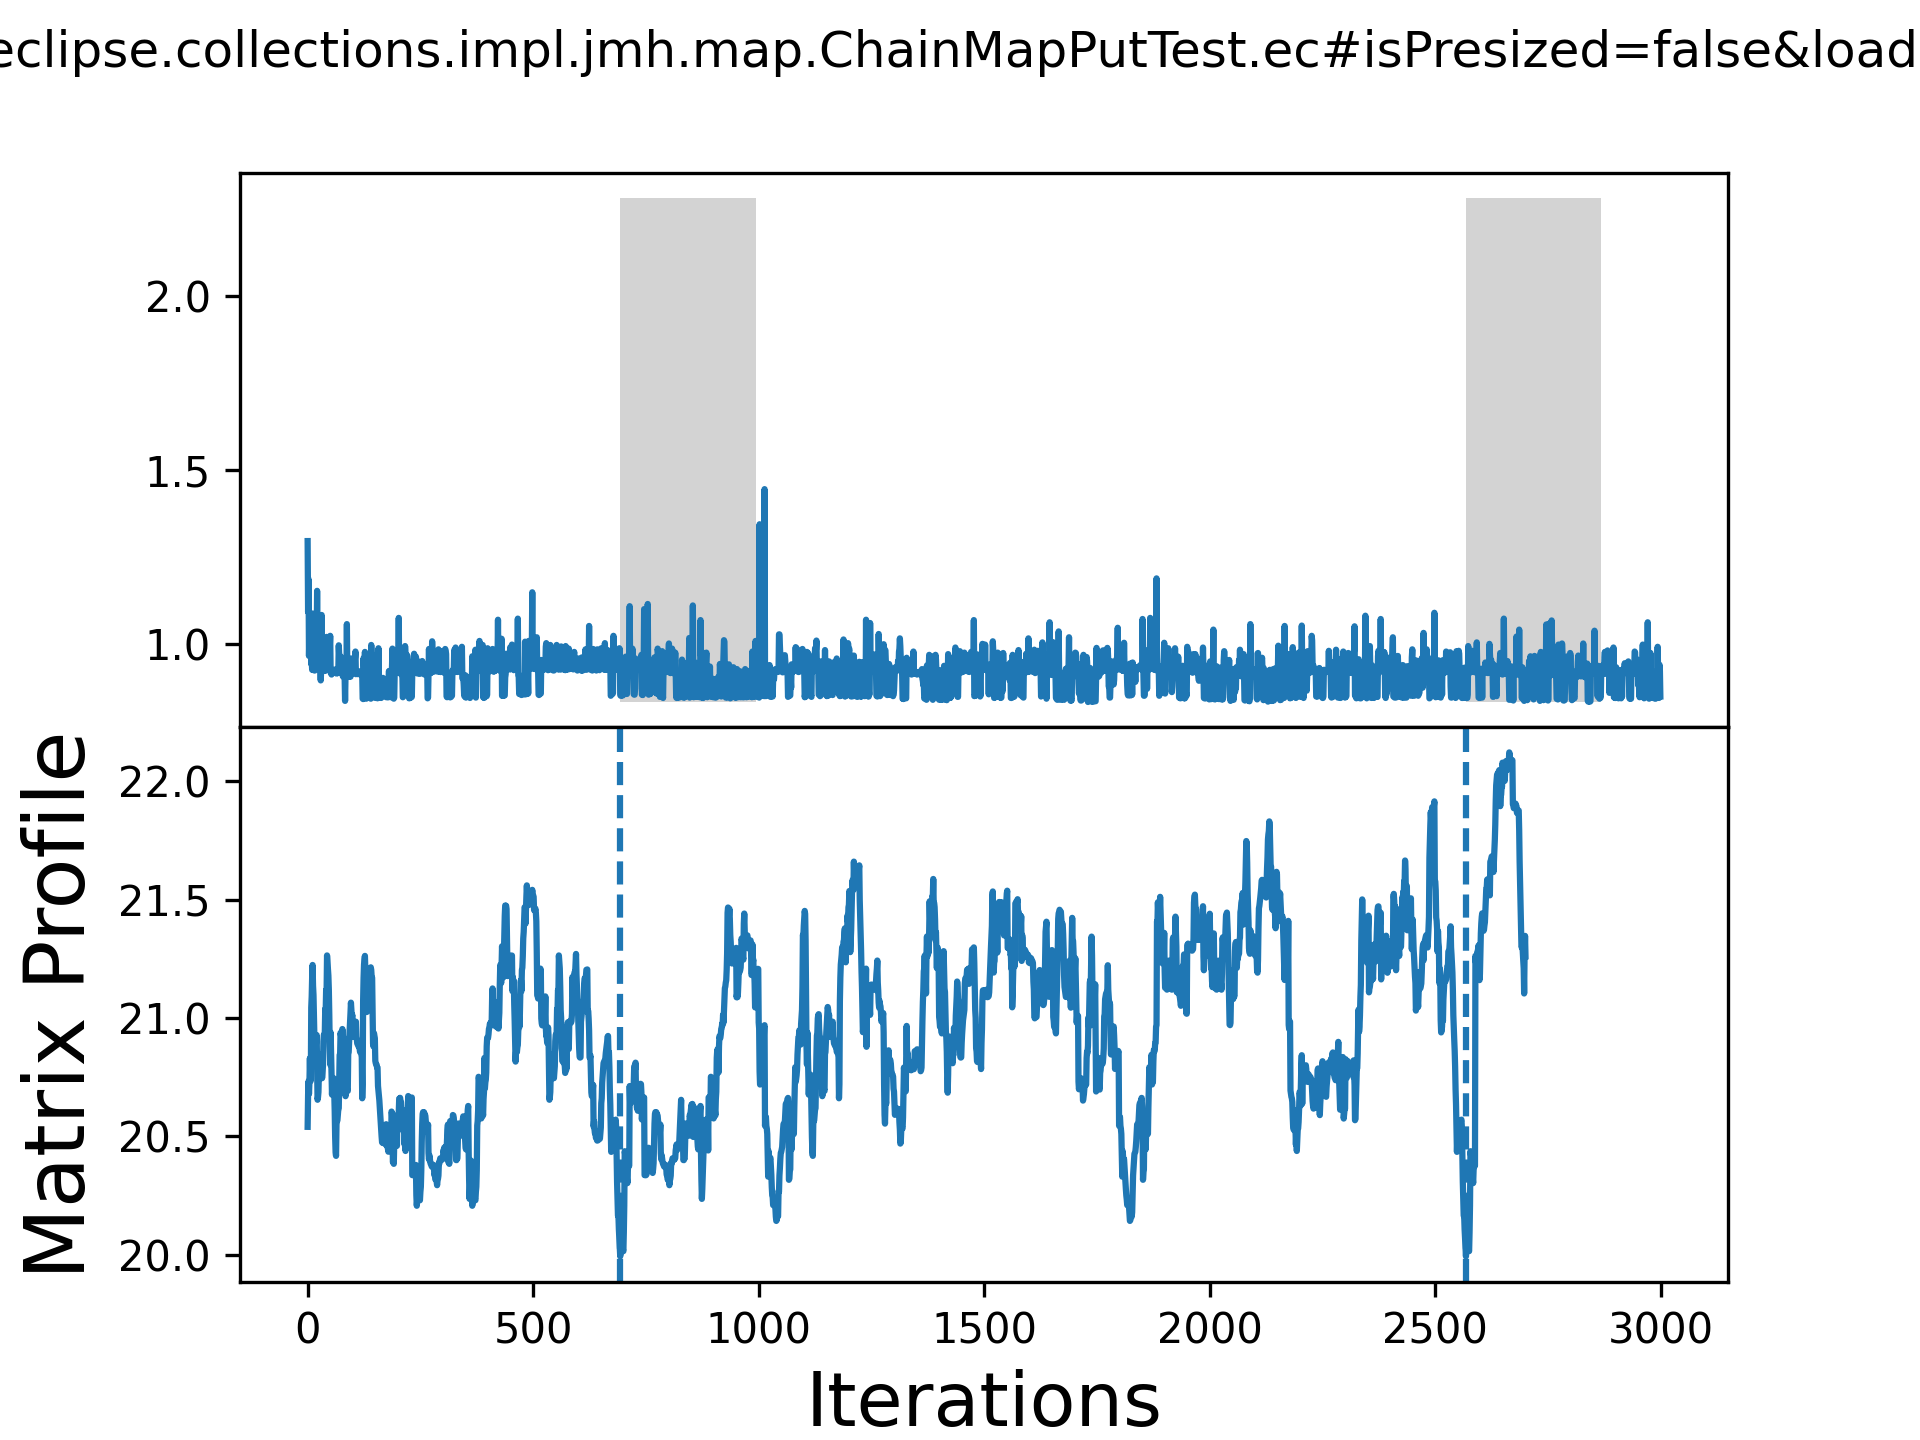 eclipse.collections.impl.jmh.map.ChainMapPutTest.ec#isPresized=false&load
2.0
1.5
1.0
Matrix Profile
22.0
21.5
21.0
20.5
20.0
0 500 1000 1500 2000 2500 3000
Iterations